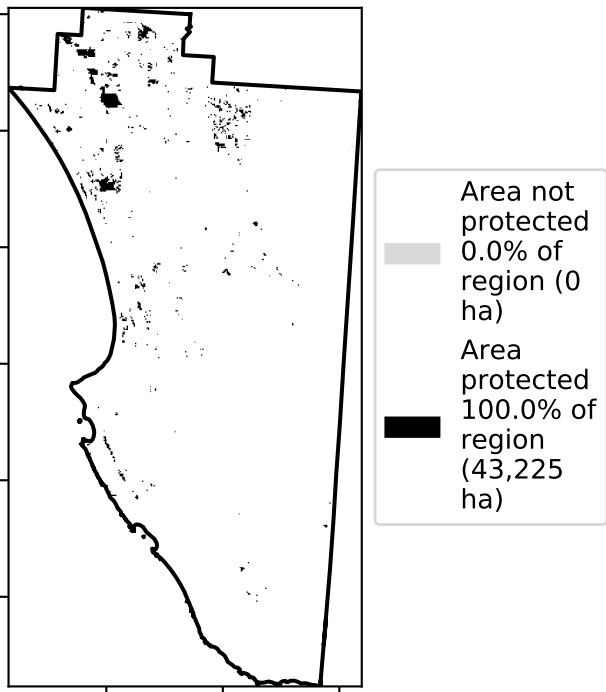 Area not
protected
0.0% of
region (0
ha)
Area
protected
100.0% of
region
(43,225
ha)